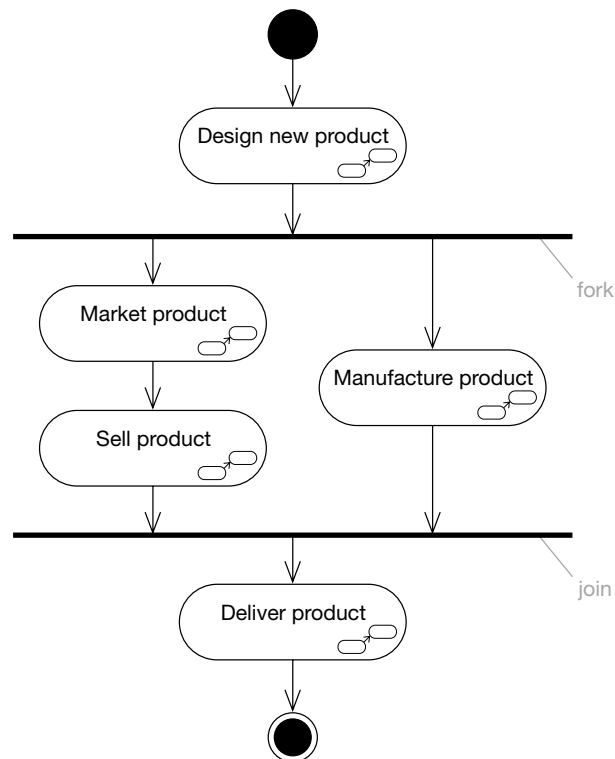 Design new product
fork
Market product
Manufacture product
Sell product
join
Deliver product